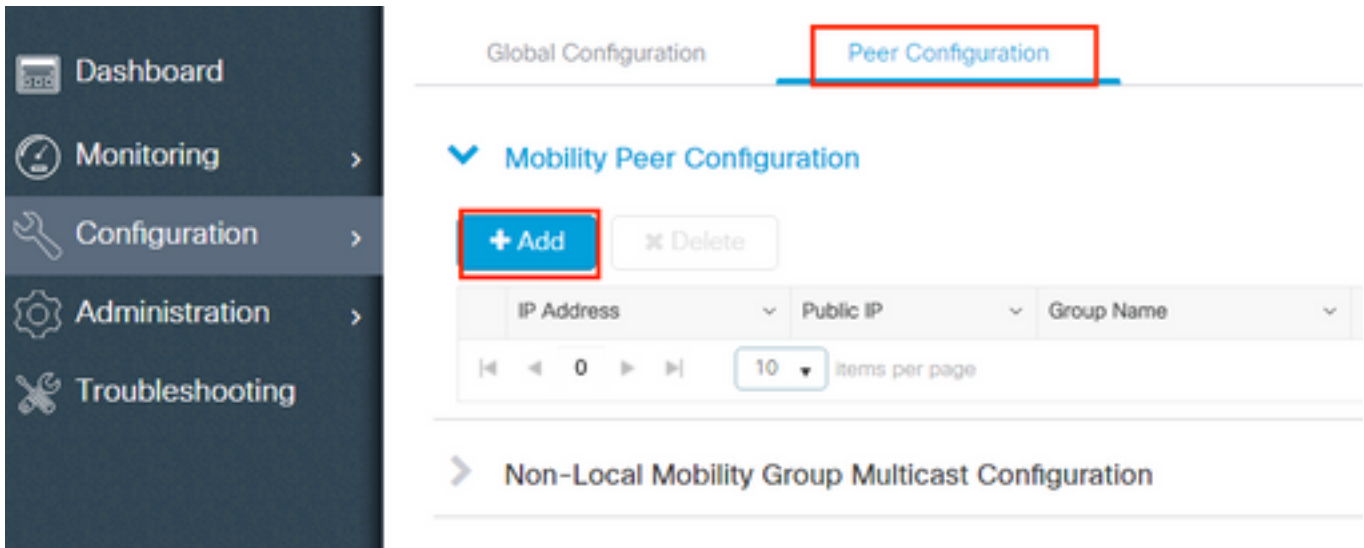 Dashboard
Monitoring
Configuration
Administration
Troubleshooting
Global Configuration
Peer Configuration
Mobility Peer Configuration
+ Add
✖ Delete
IP Address
Public IP
Group Name
0
10
items per page
Non-Local Mobility Group Multicast Configuration